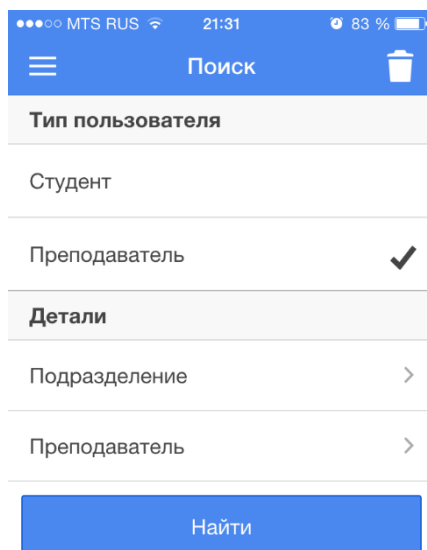 MTS RUS 21:31 83 %
Поиск
Тип пользователя
Студент
Преподаватель
Детали
Подразделение
Преподаватель
Найти